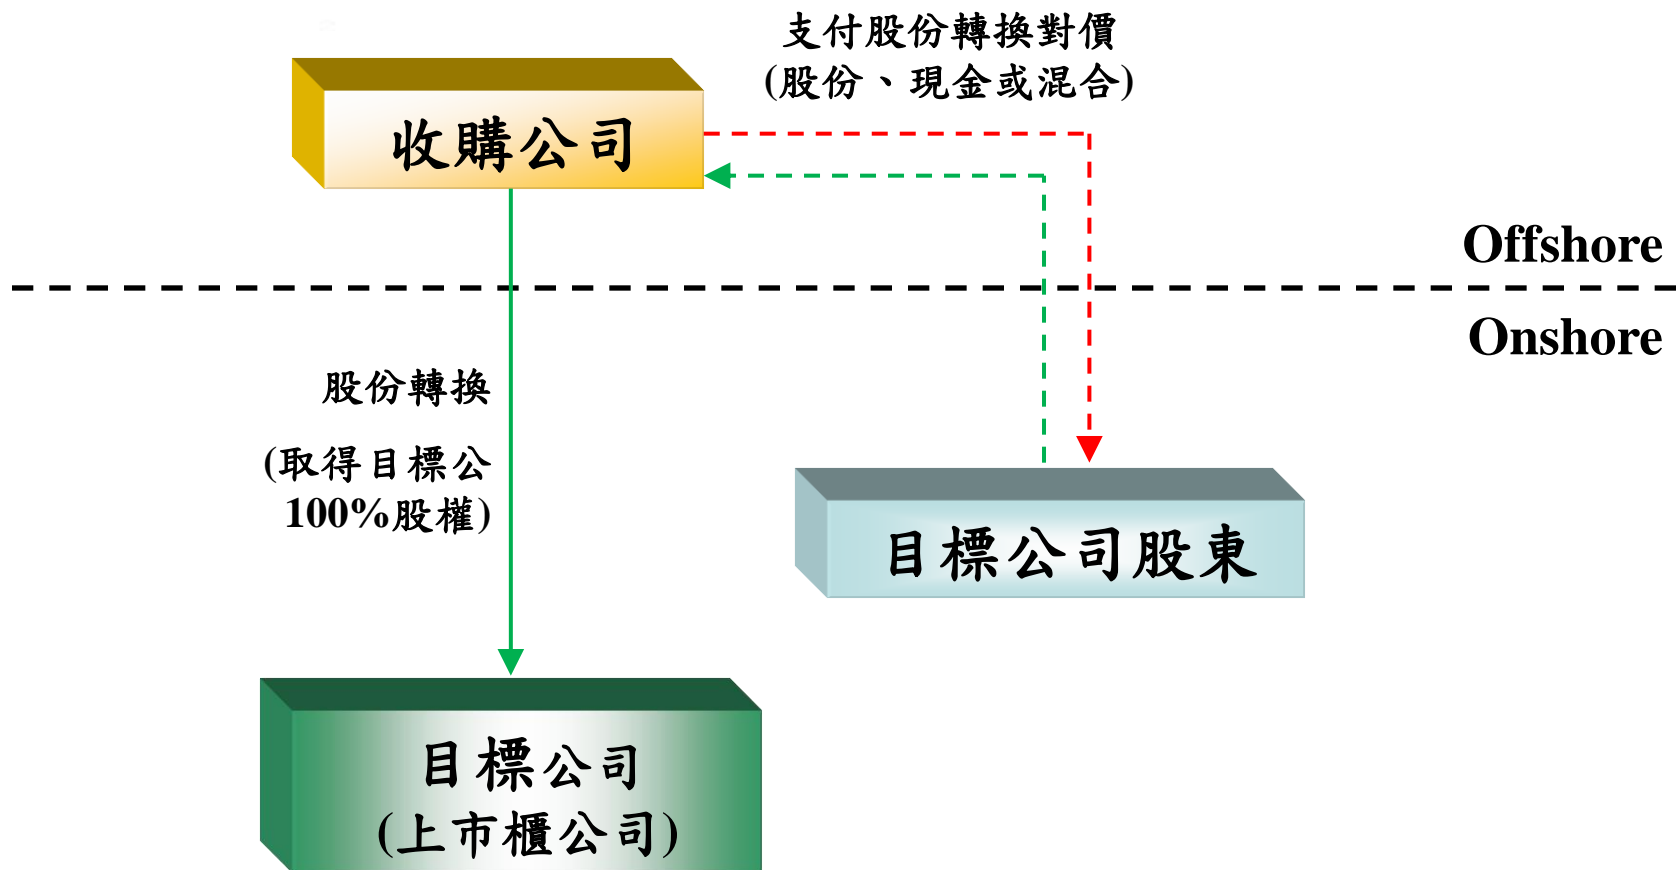 支付股份轉換對價
(股份、現金或混合)
收購公司
Offshore
Onshore
股份轉換
(取得目標公
100%股權)
目標公司股東
目標公司
(上市櫃公司)